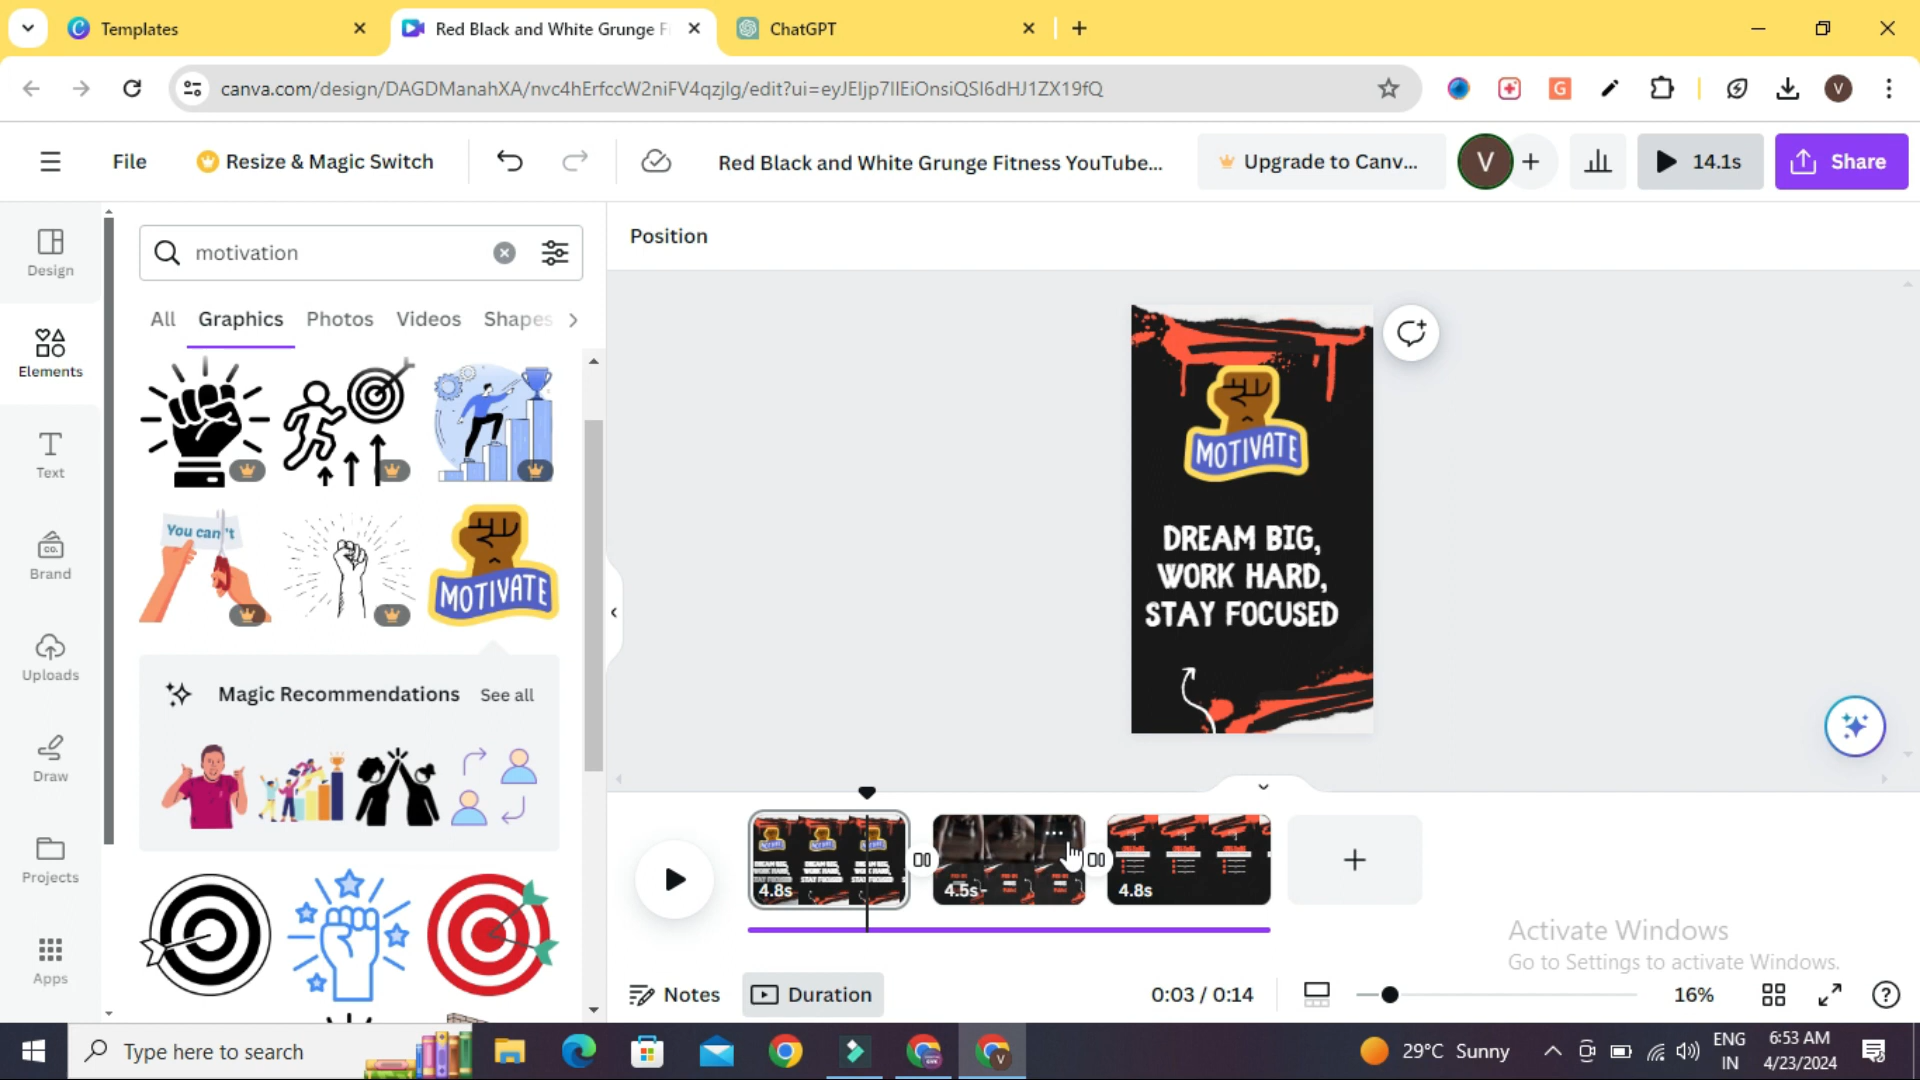 Templates
Red Black and White Grunge F
ChatGPT
canva.com/design/DAGDManahXA/nvc4hErfccW2niFV4qzjlg/edit?ui=eyJEIjp7IlEiOnsiQSI6dHJ1ZX19fQ
File
Resize & Magic Switch
Red Black and White Grunge Fitness YouTube...
Upgrade to Canv...
V
14.1s
Share
Design
Elements
Text
Brand
Uploads
Draw
Projects
Apps
motivation
All
Graphics
Photos
Videos
Shapes
You can't
MOTIVATE
Magic Recommendations
See all
Position
MOTIVATE
DREAM BIG,
WORK HARD,
STAY FOCUSED
4.8s
4.5s
4.8s
Activate Windows
Go to Settings to activate Windows.
Notes
Duration
0:03 / 0:14
16%
Type here to search
29°C Sunny
ENG
IN
6:53 AM
4/23/2024